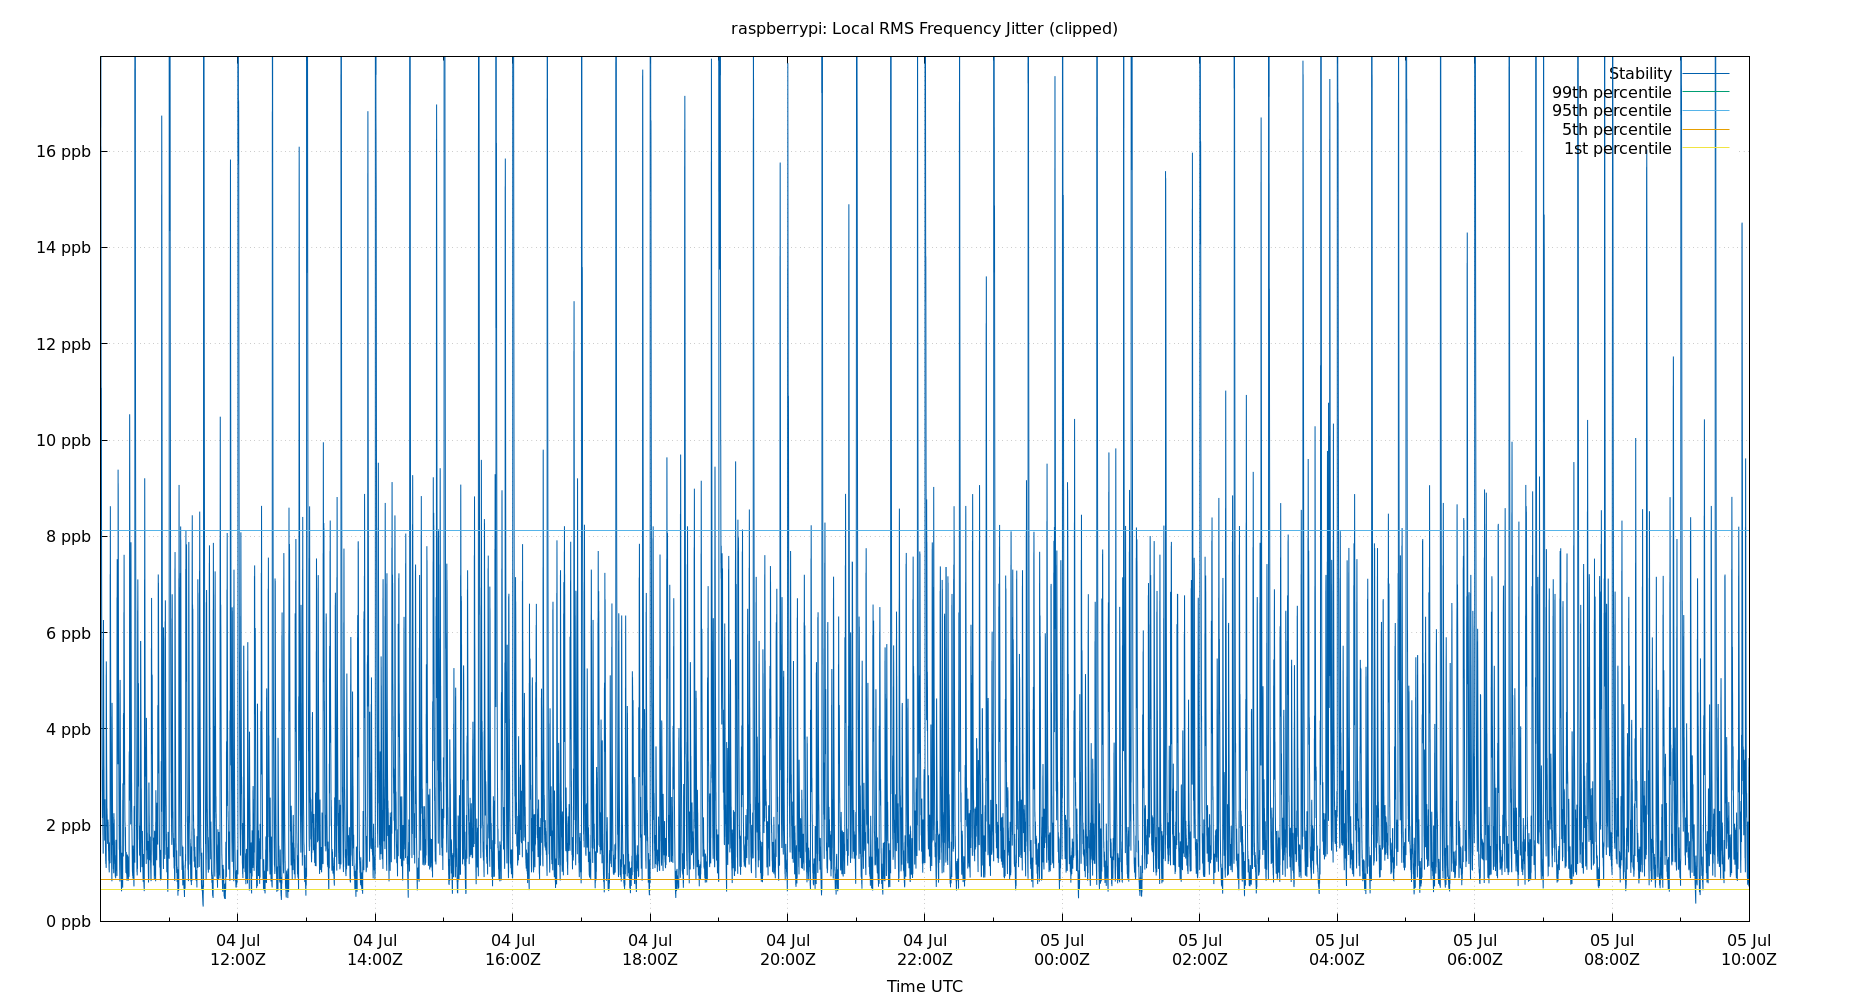 raspberrypi: Local RMS Frequency Jitter (clipped)
Stability
99th percentile
95th percentile
5th percentile
1st percentile
16 ppb
14 ppb
12 ppb
10 ppb
8 ppb
6 ppb
4 ppb
2 ppb
0 ppb
04 Jul 04 Jul 04 Jul 04 Jul 04 Jul 04 Jul 05 Jul 05 Jul 05 Jul 05 Jul 05 Jul 05 Jul
12:00Z 14:00Z 16:00Z 18:00Z 20:00Z 22:00Z 00:00Z 02:00Z 04:00Z 06:00Z 08:00Z 10:00Z
Time UTC